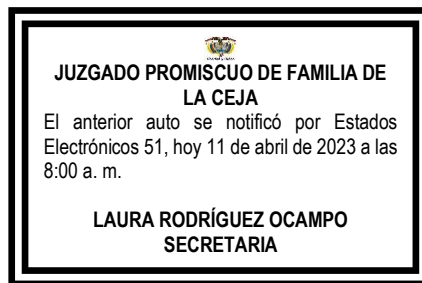 JUZGADO PROMISCUO DE FAMILIA DE
LA CEJA
El anterior auto se notificó por Estados
Electrónicos 51, hoy 11 de abril de 2023 a las
8:00 a. m.
LAURA RODRÍGUEZ OCAMPO
SECRETARIA